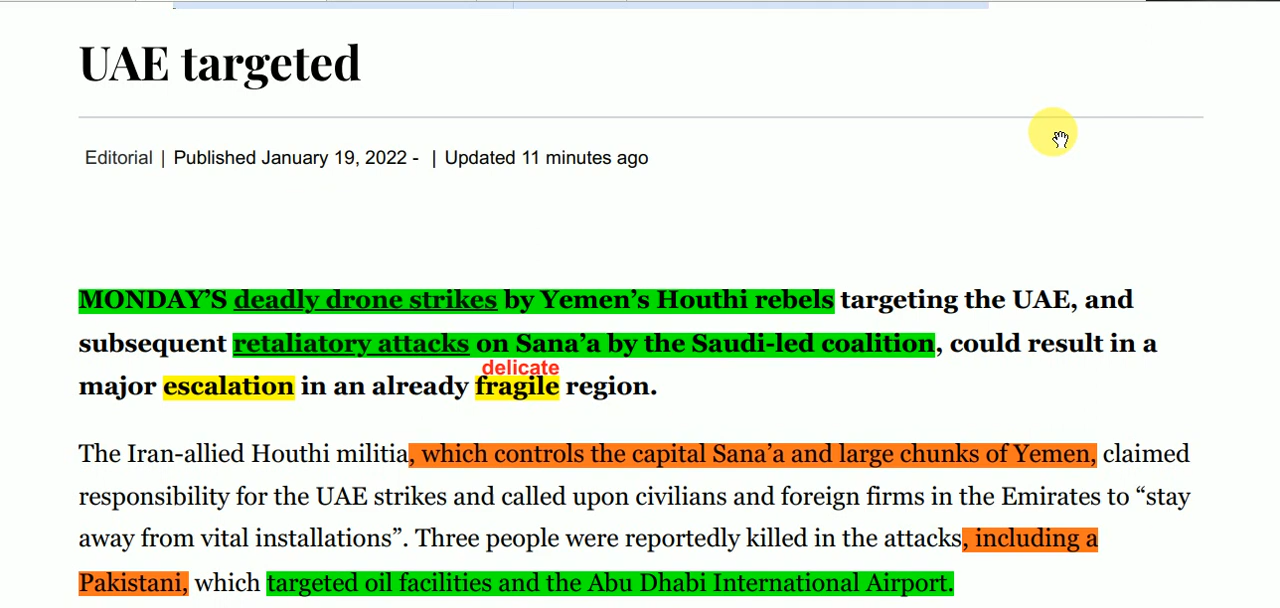 UAE targeted
Editorial | Published January 19, 2022 - | Updated 11 minutes ago
MONDAY’S deadly drone strikes by Yemen’s Houthi rebels targeting the UAE, and
subsequent retaliatory attacks on Sana’a by the Saudi-led coalition, could result in a
delicate
major escalation in an already fragile region.
The Iran-allied Houthi militia, which controls the capital Sana’a and large chunks of Yemen, claimed
responsibility for the UAE strikes and called upon civilians and foreign firms in the Emirates to “stay
away from vital installations”. Three people were reportedly killed in the attacks, including a
Pakistani, which targeted oil facilities and the Abu Dhabi International Airport.